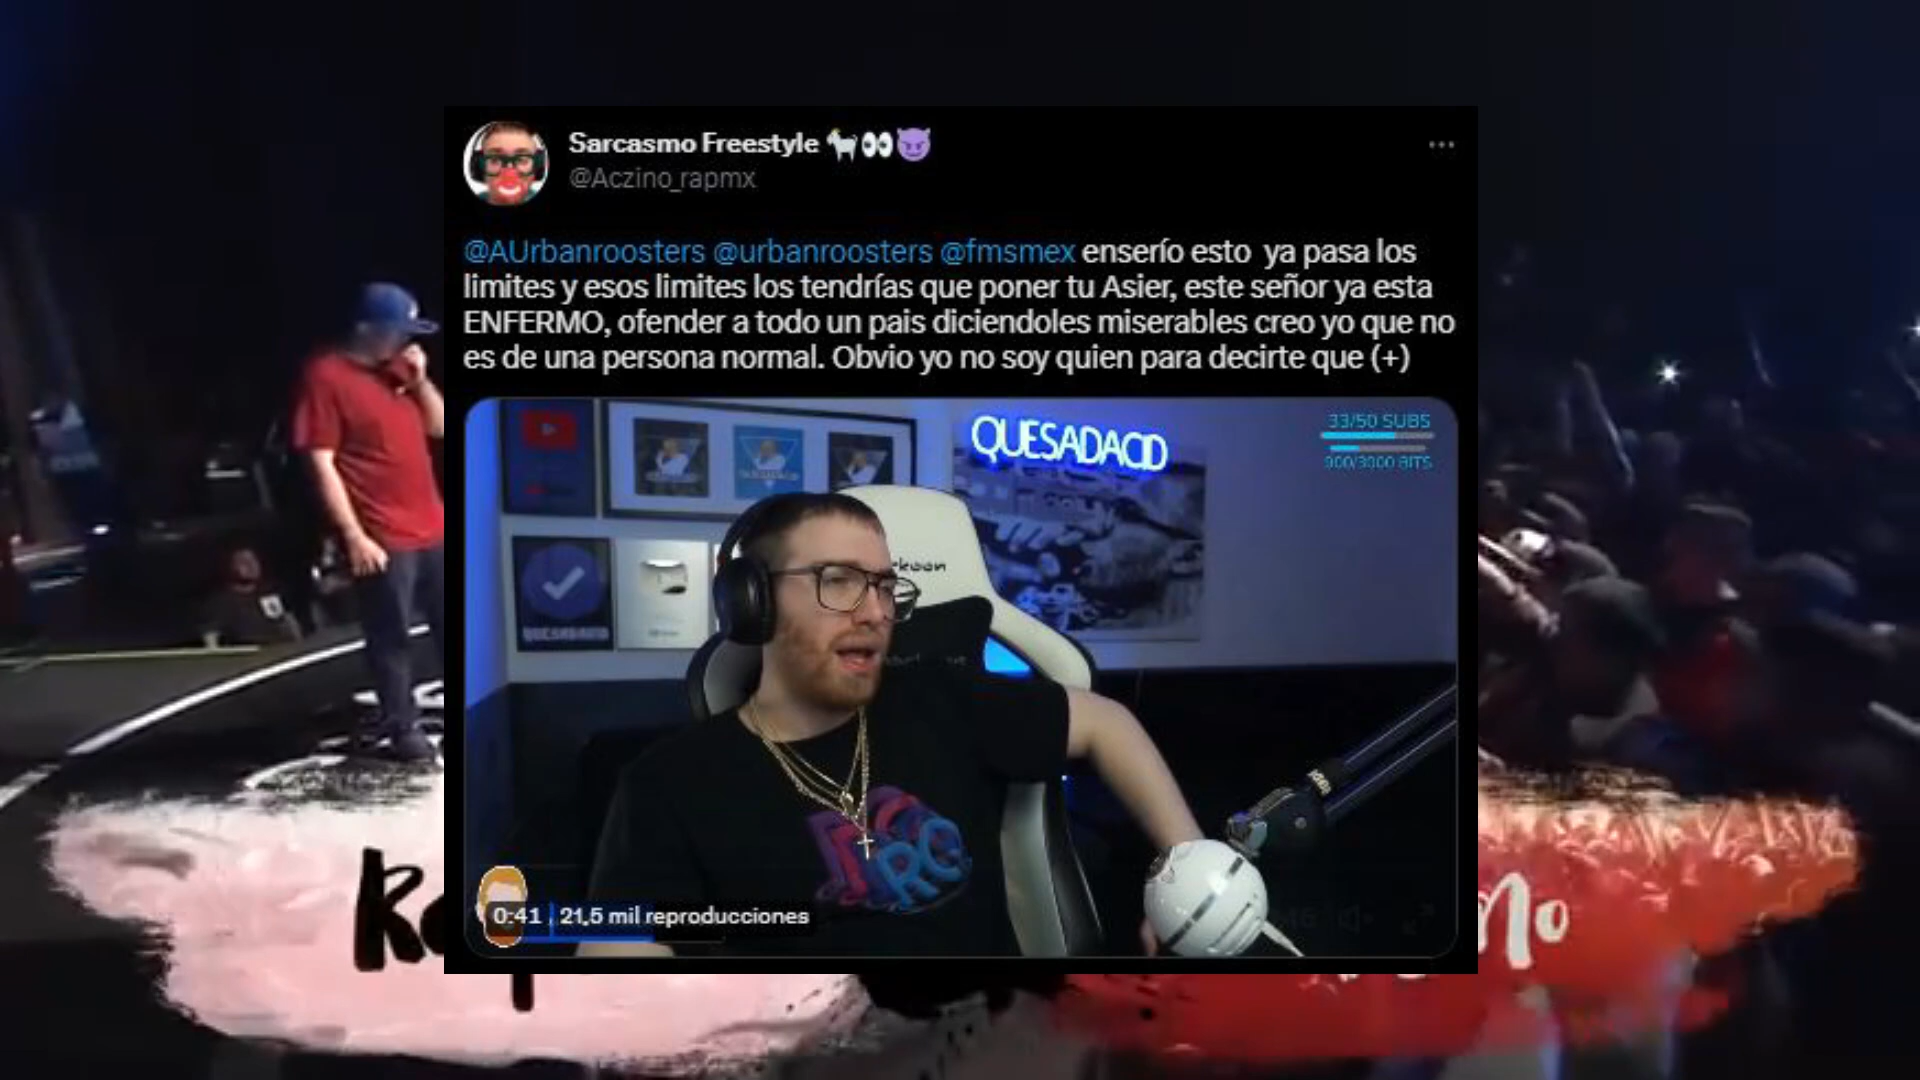 Sarcasmo Freestyle 🐐👀😈
@Aczino_rapmx
@AUrbanroosters @urbanroosters @fmsmex enserío esto ya pasa los
limites y esos limites los tendrías que poner tu Asier, este señor ya esta
ENFERMO, ofender a todo un pais diciendoles miserables creo yo que no
es de una persona normal. Obvio yo no soy quien para decirte que (+)
QUESADACID
33/50 SUBS
900/3000 BITS
QUESADACID
RC
0:41 21,5 mil reproducciones